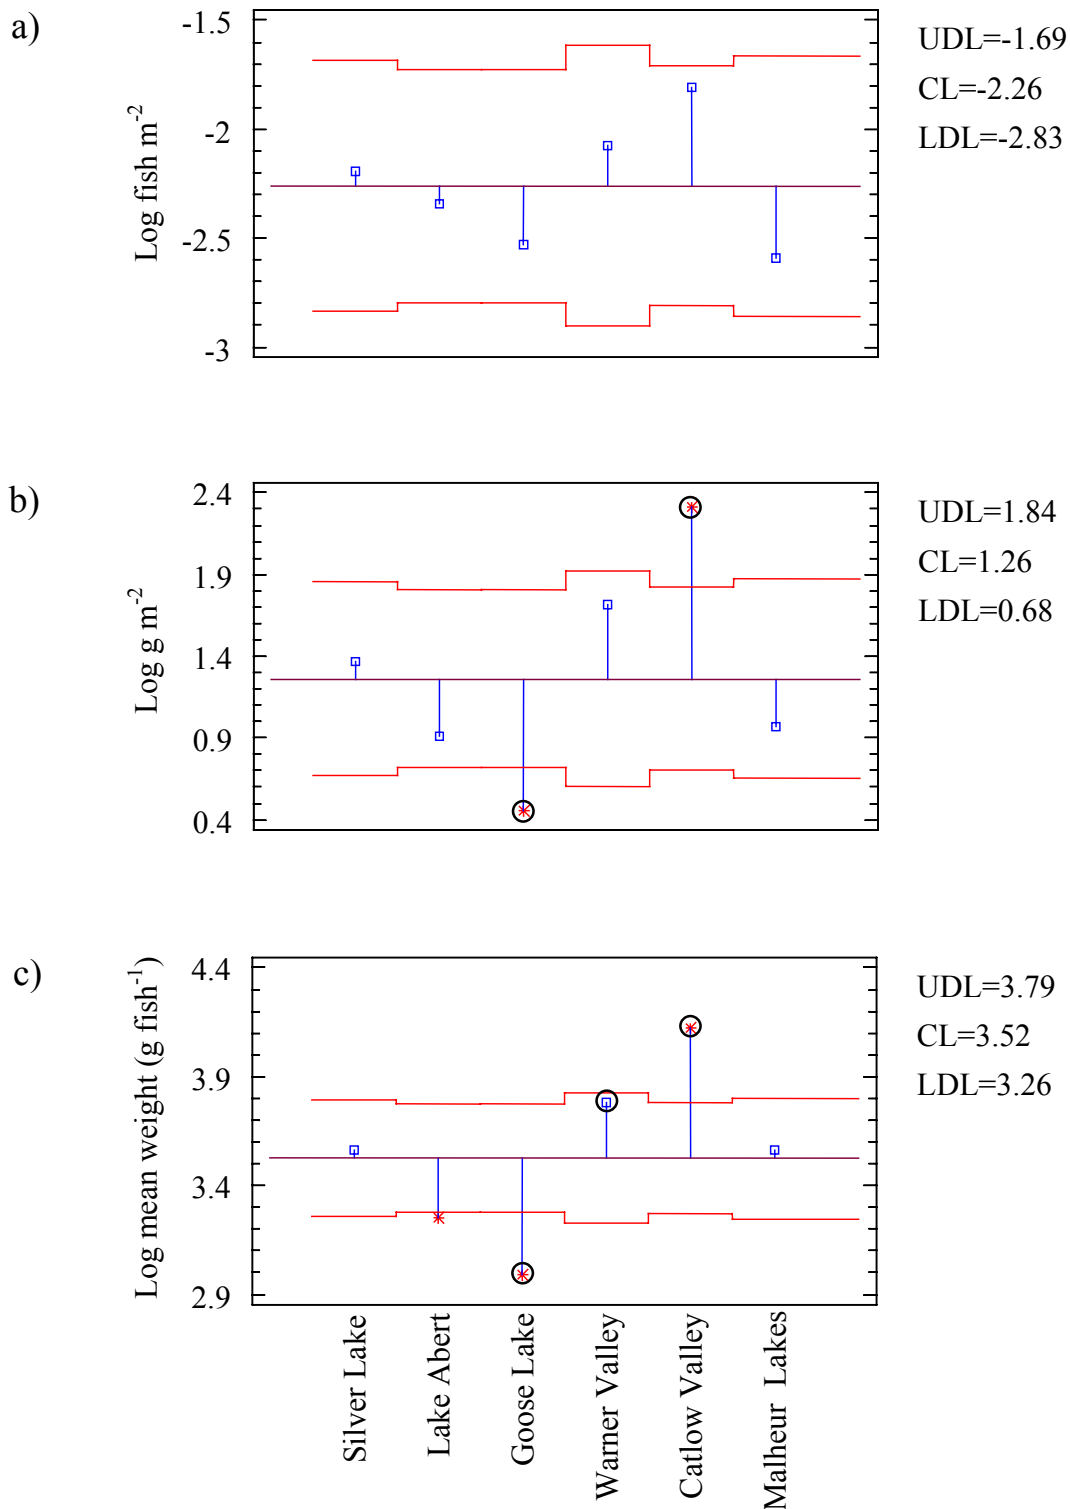 a)
Log fish m-2
-1.5
-2
-2.5
-3
UDL=-1.69
CL=-2.26
LDL=-2.83
b)
Log g m-2
2.4
1.9
1.4
0.9
0.4
UDL=1.84
CL=1.26
LDL=0.68
c)
Log mean weight (g fish-1)
4.4
3.9
3.4
2.9
UDL=3.79
CL=3.52
LDL=3.26
Silver Lake
Lake Abert
Goose Lake
Warner Valley
Catlow Valley
Malheur Lakes